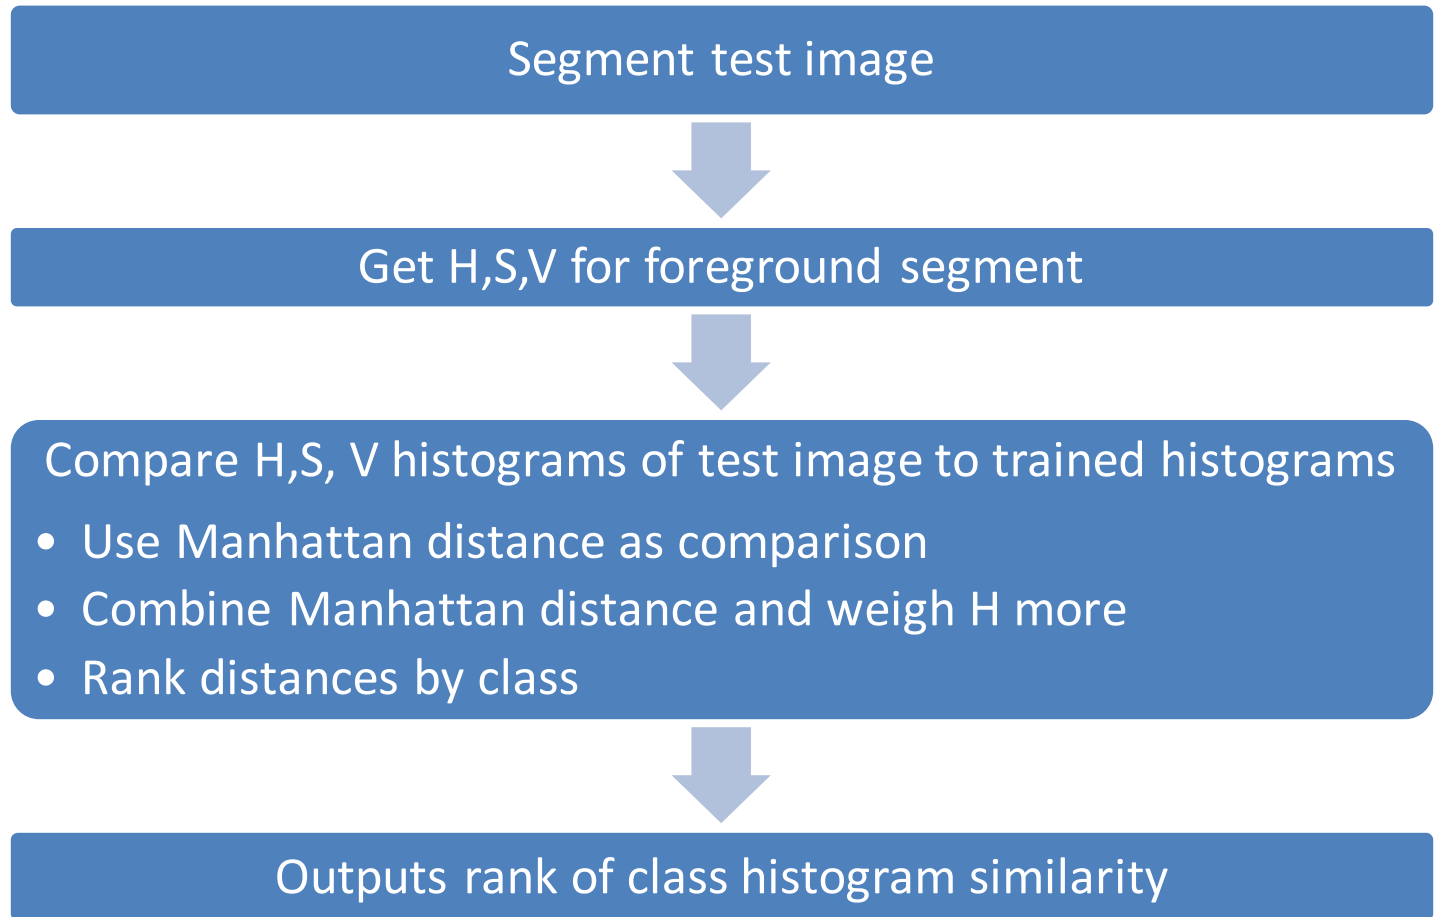 Segment test image
Get H,S,V for foreground segment
Compare H,S, V histograms of test image to trained histograms
• Use Manhattan distance as comparison
• Combine Manhattan distance and weigh H more
• Rank distances by class
Outputs rank of class histogram similarity